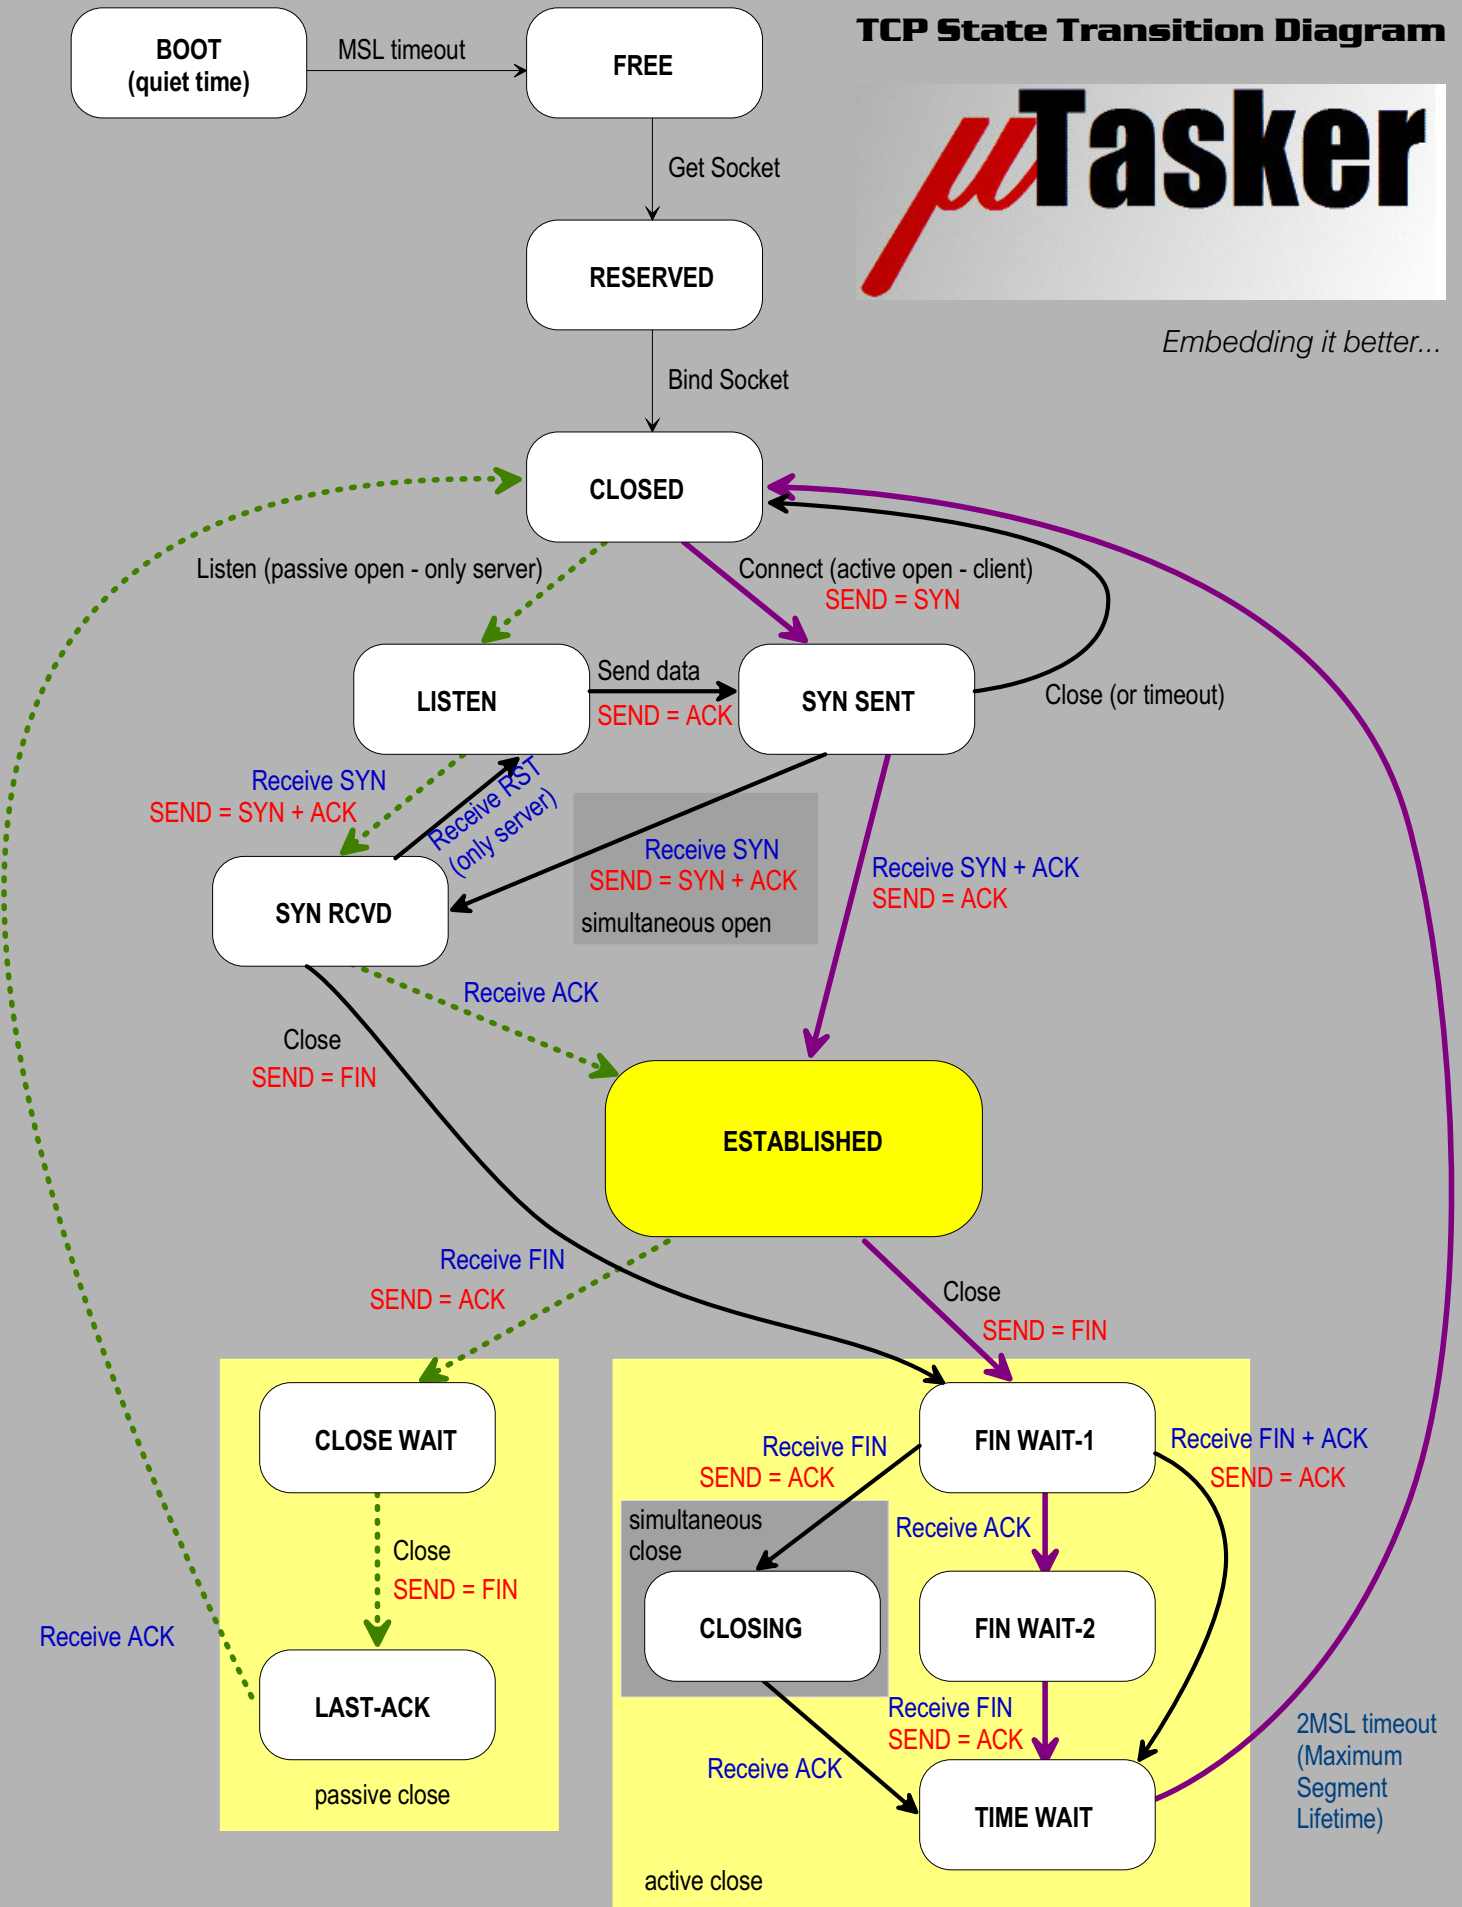 TCP State Transition Diagram
µTasker
Embedding it better...
BOOT
(quiet time)
MSL timeout
FREE
Get Socket
RESERVED
Bind Socket
CLOSED
Listen (passive open - only server)
Connect (active open - client)
SEND = SYN
LISTEN
Send data
SEND = ACK
SYN SENT
Close (or timeout)
Receive SYN
SEND = SYN + ACK
Receive RST
(only server)
Receive SYN
SEND = SYN + ACK
simultaneous open
Receive SYN + ACK
SEND = ACK
SYN RCVD
Receive ACK
Close
SEND = FIN
ESTABLISHED
Receive FIN
SEND = ACK
Close
SEND = FIN
CLOSE WAIT
Close
SEND = FIN
LAST-ACK
Receive ACK
passive close
FIN WAIT-1
Receive FIN
SEND = ACK
Receive FIN + ACK
SEND = ACK
simultaneous
close
Receive ACK
CLOSING
FIN WAIT-2
Receive FIN
SEND = ACK
Receive ACK
TIME WAIT
2MSL timeout
(Maximum
Segment
Lifetime)
active close